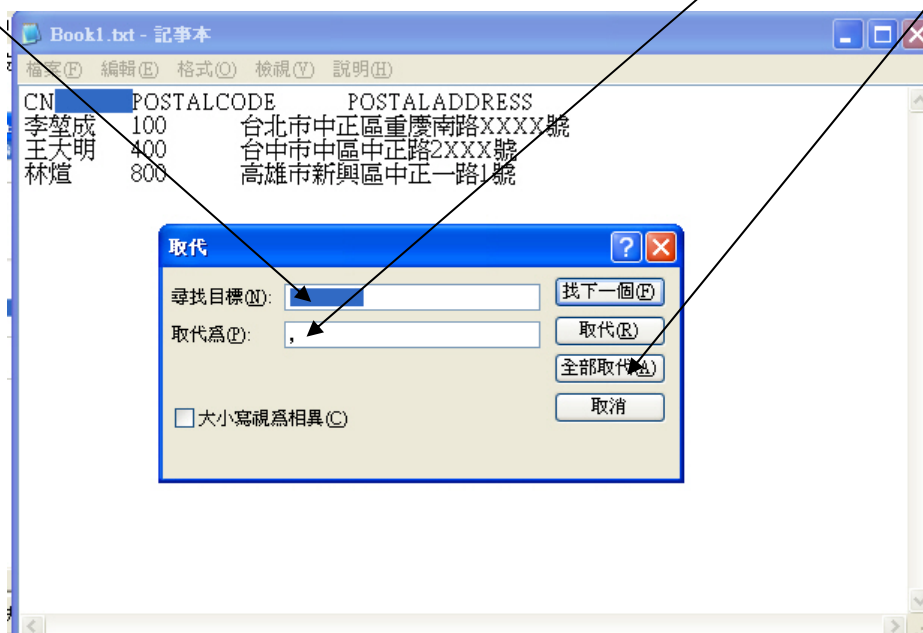 Book1.txt - 記事本
檔案(F) 編輯(E) 格式(O) 檢視(V) 說明(H)
CN POSTALCODE POSTALADDRESS
李堃成 100 台北市中正區重慶南路XXXX號
王大明 400 台中市中區中正路2XXX號
林煊 800 高雄市新興區中正一路1號
取代
尋找目標(N): 找下一個(F)
取代為(P): , 取代(R)
全部取代(A)
取消
大小寫視為相異(C)